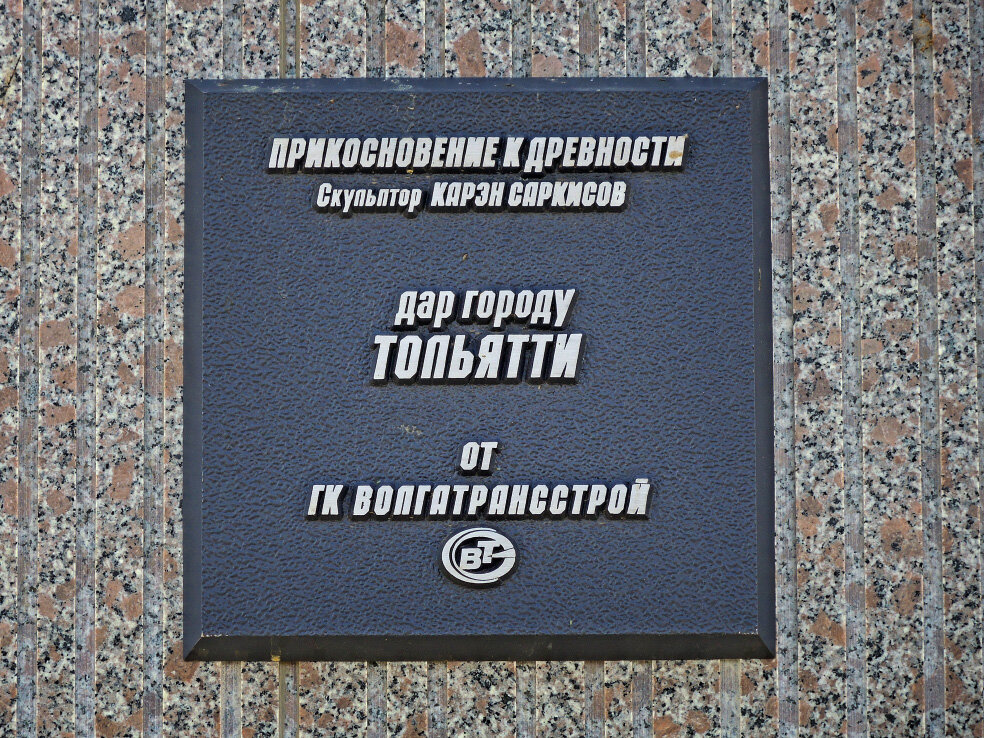 ПРИКОСНОВЕНИЕ К ДРЕВНОСТИ
Скульптор КАРЭН САРКИСОВ
дар городу
ТОЛЬЯТТИ
от
ГК ВОЛГАТРАНССТРОЙ
ВТС